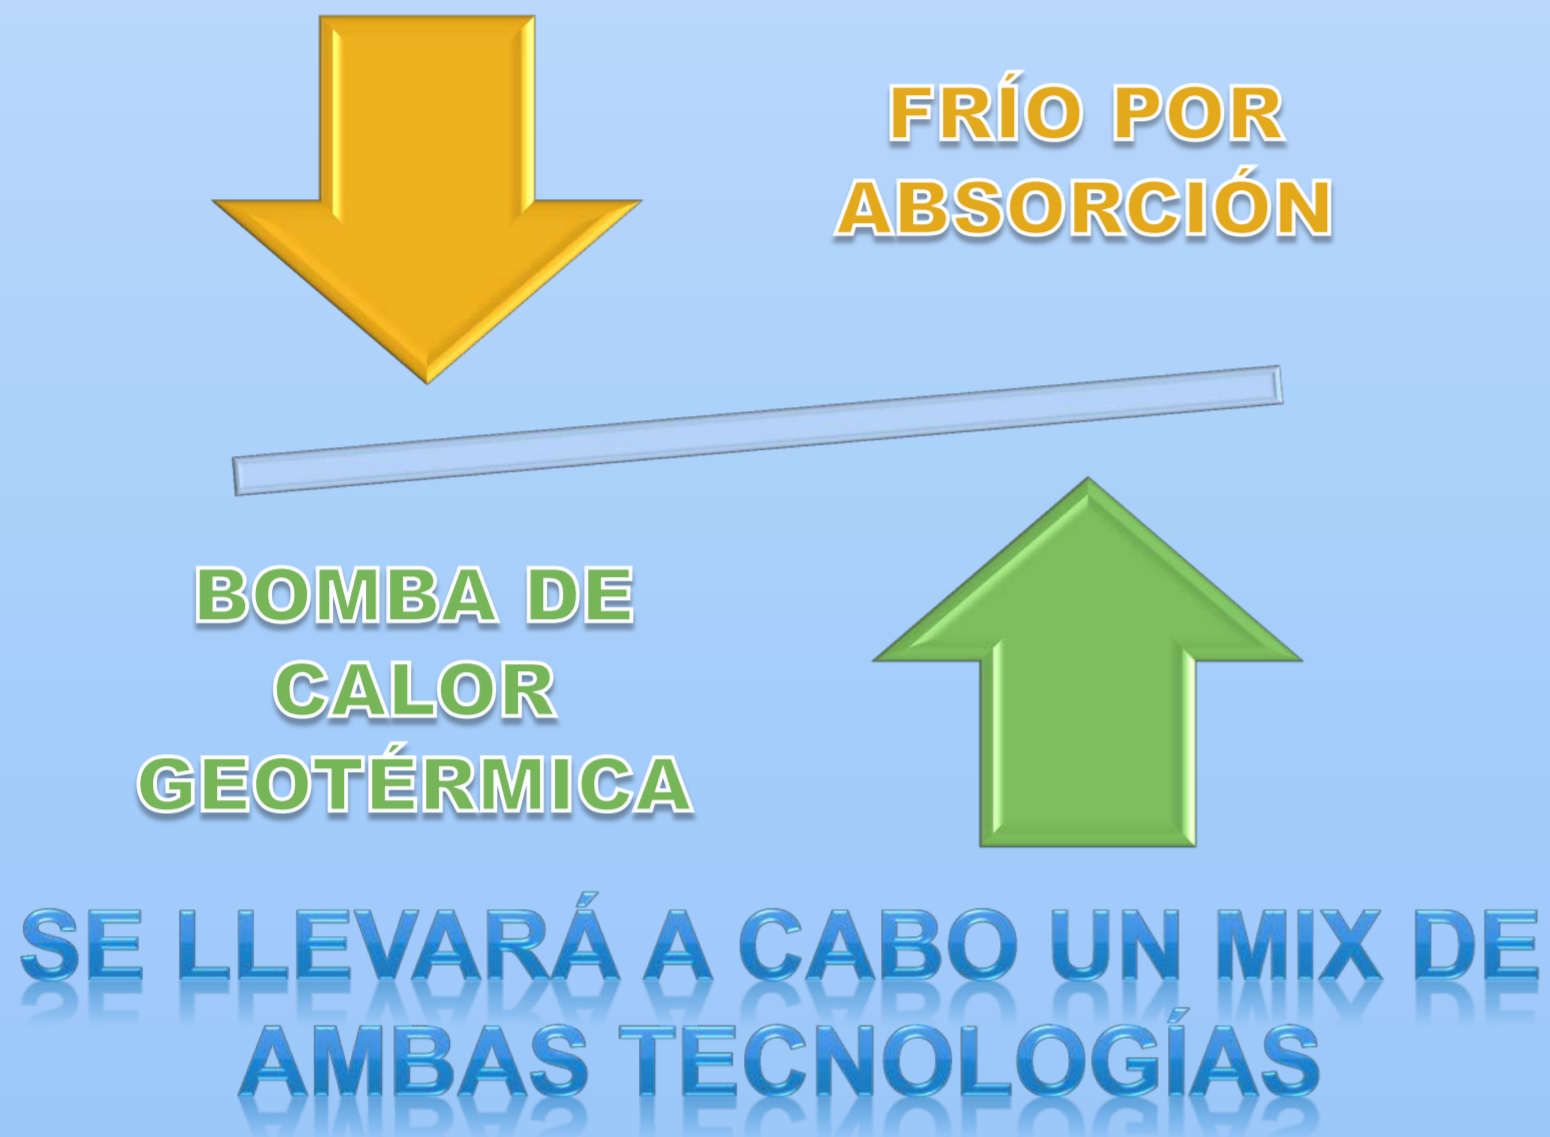 FRÍO POR
ABSORCIÓN
BOMBA DE
CALOR
GEOTÉRMICA
SE LLEVARÁ A CABO UN MIX DE
AMBAS TECNOLOGÍAS